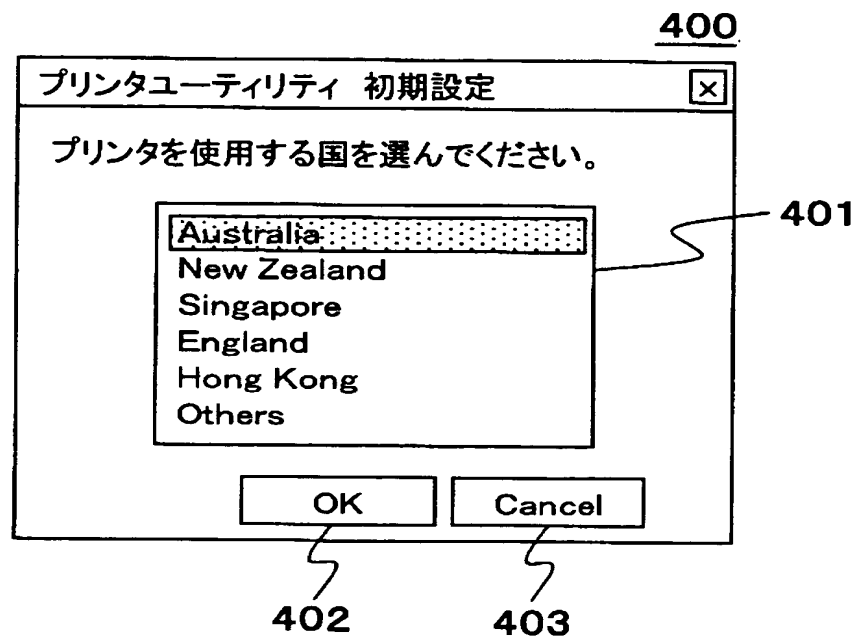 400
プリンタユーティリティ 初期設定
プリンタを使用する国を選んでください。
Australia
401
New Zealand
Singapore
England
Hong Kong
Others
OK
Cancel
402
403